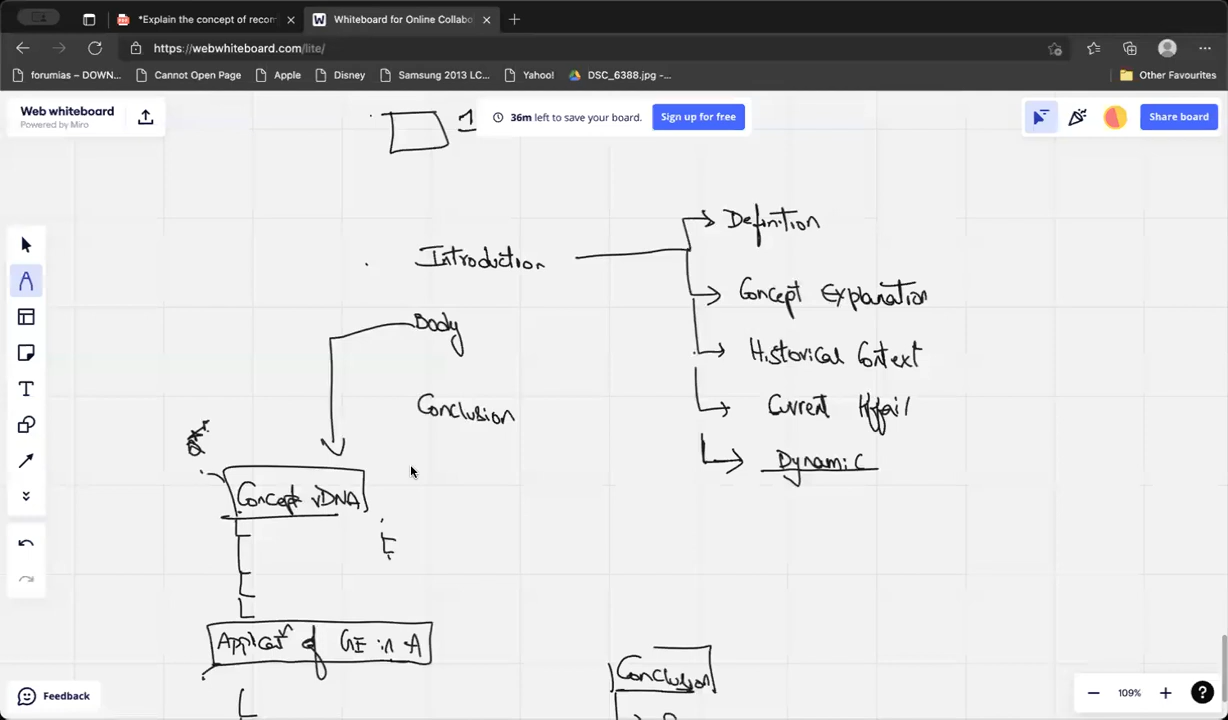 *Explain the concept of recom
Whiteboard for Online Collabo
https://webwhiteboard.com/lite/
forumias – DOWN...
Cannot Open Page
Apple
Disney
Samsung 2013 LC...
Yahoo!
DSC_6388.jpg -...
Other Favourites
Web whiteboard
Powered by Miro
1
36m left to save your board.
Sign up for free
Share board
Definition
Introduction
Concept Explanation
Body
Historical Context
Conclusion
Current Affair
Dynamic
Concept rDNA
Applicatn of GE in A
Conclusion
Feedback
109%